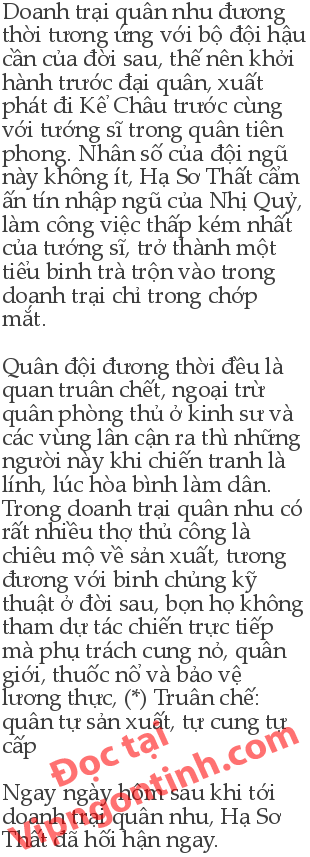 Doanh trại quân nhu đương
thời tương ứng với bộ đội hậu
cần của đời sau, thế nên khởi
hành trước đại quân, xuất
phát đi Kể Châu trước cùng
với tướng sĩ trong quân tiên
phong. Nhân số của đội ngũ
này không ít, Hạ Sơ Thất cầm
ấn tín nhập ngũ của Nhị Quỷ,
làm công việc thấp kém nhất
của tướng sĩ, trở thành một
tiểu binh trà trộn vào trong
doanh trại chỉ trong chớp
mắt.
Quân đội đương thời đều là
quan truân chết, ngoại trừ
quân phòng thủ ở kinh sư và
các vùng lân cận ra thì những
người này khi chiến tranh là
lính, lúc hòa bình làm dân.
Trong doanh trại quân nhu có
rất nhiều thợ thủ công là
chiêu mộ về sản xuất, tương
đương với binh chủng kỹ
thuật ở đời sau, bọn họ không
tham dự tác chiến trực tiếp
mà phụ trách cung nỏ, quân
giới, thuốc nổ và bảo vệ
lương thực, (*) Truân chế:
quân tự sản xuất, tự cung tự
cấp
Đọc tại
Vipngontinh.com
Ngay ngày hôm sau khi tới
doanh trại quân nhu, Hạ Sơ
Thất đã hối hận ngay.